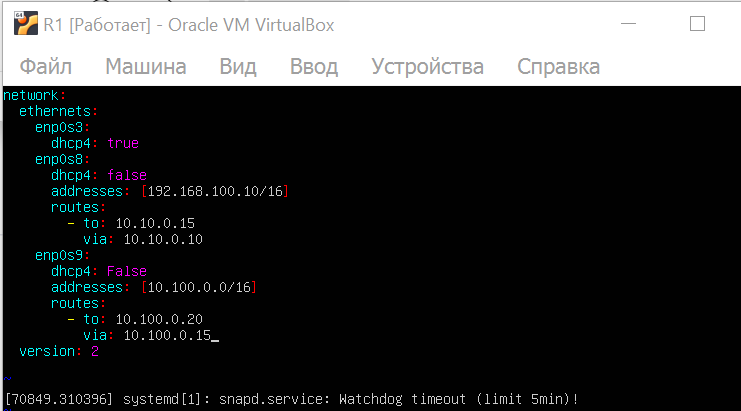 R1 [Работает] - Oracle VM VirtualBox
Файл Машина Вид Ввод Устройства Справка
network:
  ethernets:
    enp0s3:
      dhcp4: true
    enp0s8:
      dhcp4: false
      addresses: [192.168.100.10/16]
      routes:
        - to: 10.10.0.15
          via: 10.10.0.10
    enp0s9:
      dhcp4: False
      addresses: [10.100.0.0/16]
      routes:
        - to: 10.100.0.20
          via: 10.100.0.15_
  version: 2
~
[70849.310396] systemd[1]: snapd.service: Watchdog timeout (limit 5min)!